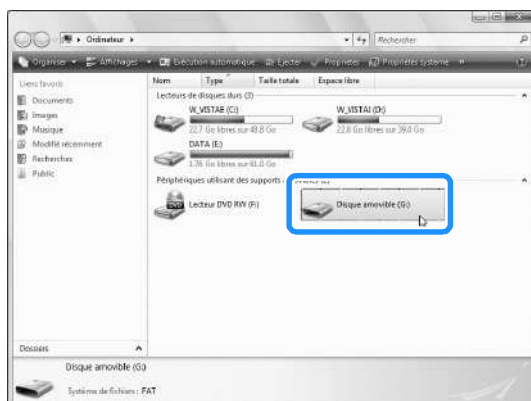 Ordinateur
Rechercher
Organiser Affichages Exécution automatique Ejecter Propriétés Propriétés système »
Liens favoris
Nom Type Taille totale Espace libre
Documents
Images
Musique
Modifié récemment
Recherches
Public
Lecteurs de disques durs (3)
W_VISTAE (C:)
22.7 Go libres sur 48.8 Go
W_VISTAI (D:)
22.8 Go libres sur 39.0 Go
DATA (E:)
1.76 Go libres sur 61.0 Go
Périphériques utilisant des supports
Lecteur DVD RW (F:)
Disque amovible (G:)
Dossiers
Disque amovible (G:)
Système de fichiers : FAT